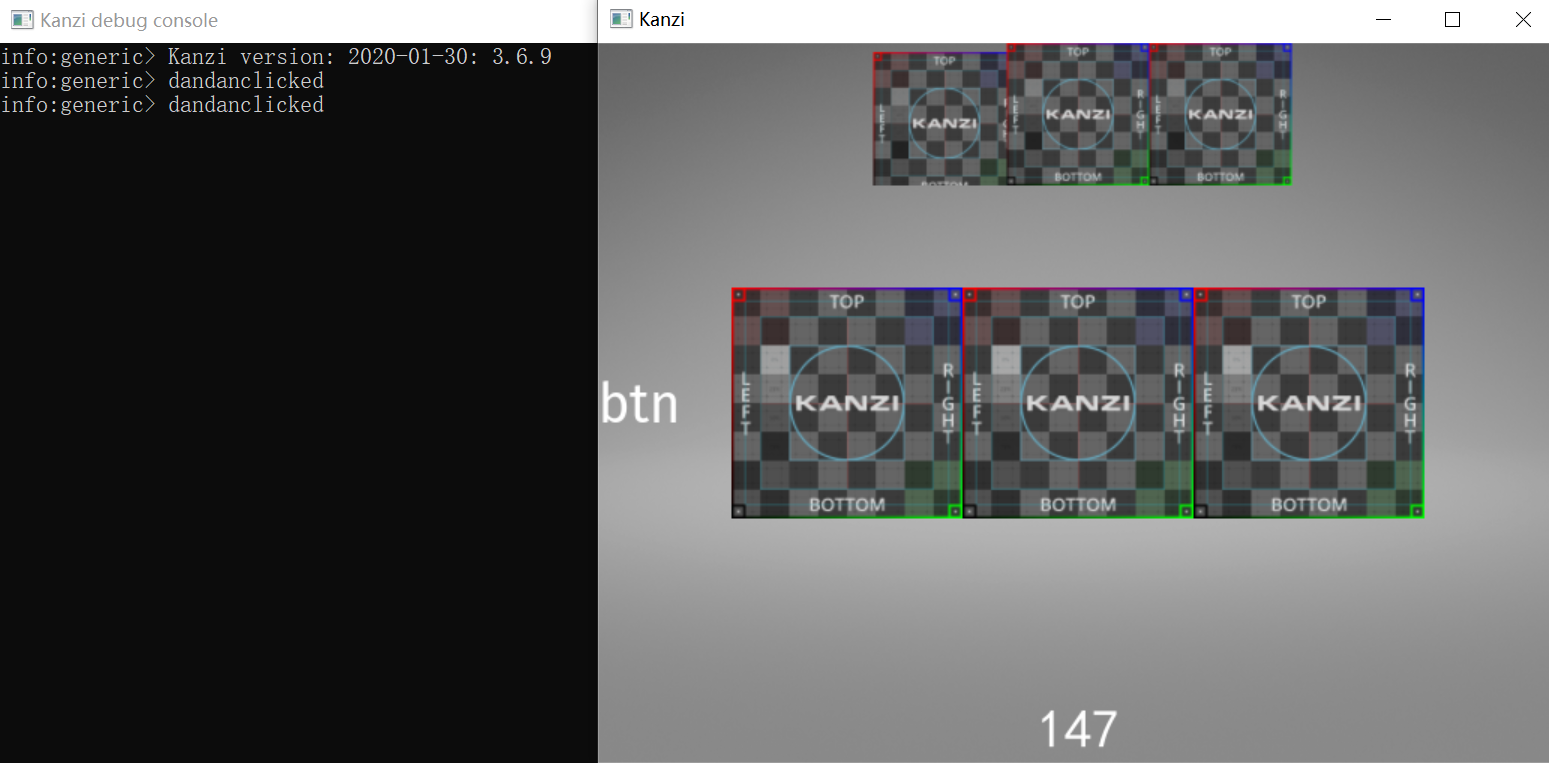 Kanzi debug console
info:generic> Kanzi version: 2020-01-30: 3.6.9
info:generic> dandanclicked
info:generic> dandanclicked
Kanzi
TOP TOP TOP
LEFT KANZI LEFT KANZI RIGHT LEFT KANZI RIGHT
BOTTOM BOTTOM BOTTOM
TOP TOP TOP
btn LEFT KANZI RIGHT LEFT KANZI RIGHT LEFT KANZI RIGHT
BOTTOM BOTTOM BOTTOM
147